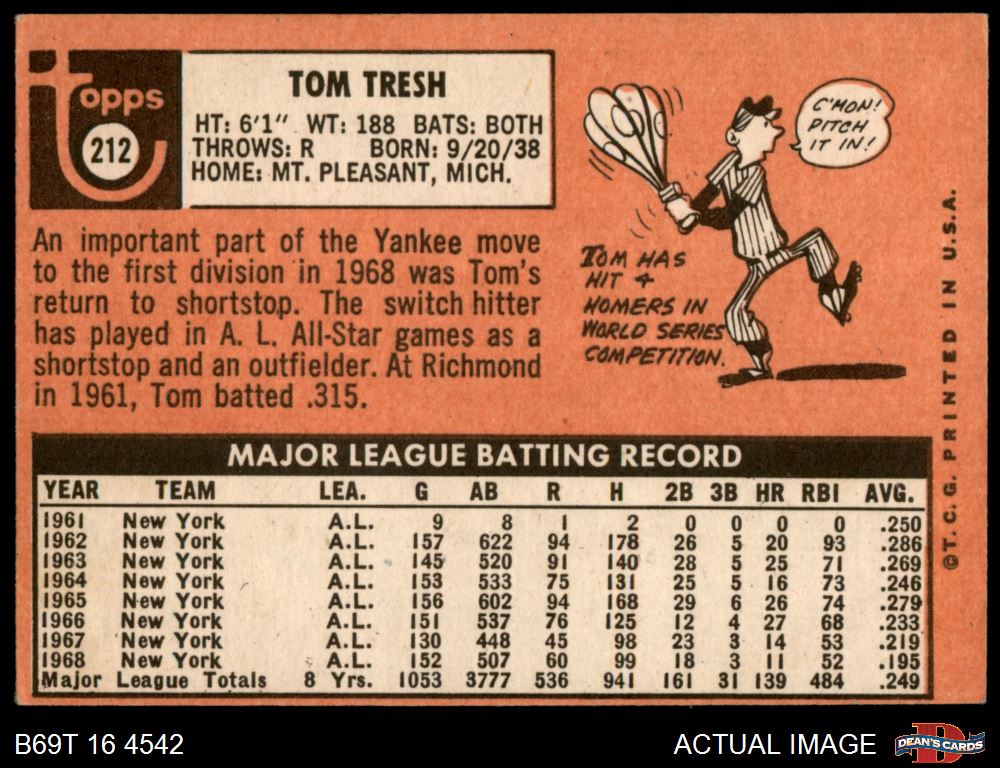 topps
212
TOM TRESH
HT: 6'1" WT: 188 BATS: BOTH
THROWS: R BORN: 9/20/38
HOME: MT. PLEASANT, MICH.
An important part of the Yankee move
to the first division in 1968 was Tom's
return to shortstop. The switch hitter
has played in A. L. All-Star games as a
shortstop and an outfielder. At Richmond
in 1961, Tom batted .315.
C'MON!
PITCH
IT IN!
TOM HAS
HIT 4
HOMERS IN
WORLD SERIES
COMPETITION.
©T. C. G. PRINTED IN U.S.A.
MAJOR LEAGUE BATTING RECORD
YEAR TEAM LEA. G AB R H 2B 3B HR RBI AVG.
1961 New York A.L. 9 8 1 2 0 0 0 0 .250
1962 New York A.L. 157 622 94 178 26 5 20 93 .286
1963 New York A.L. 145 520 91 140 28 5 25 71 .269
1964 New York A.L. 153 533 75 131 25 5 16 73 .246
1965 New York A.L. 156 602 94 168 29 6 26 74 .279
1966 New York A.L. 151 537 76 125 12 4 27 68 .233
1967 New York A.L. 130 448 45 98 23 3 14 53 .219
1968 New York A.L. 152 507 60 99 18 3 11 52 .195
Major League Totals 8 Yrs. 1053 3777 536 941 161 31 139 484 .249
B69T 16 4542
ACTUAL IMAGE
D
DEAN'S CARDS